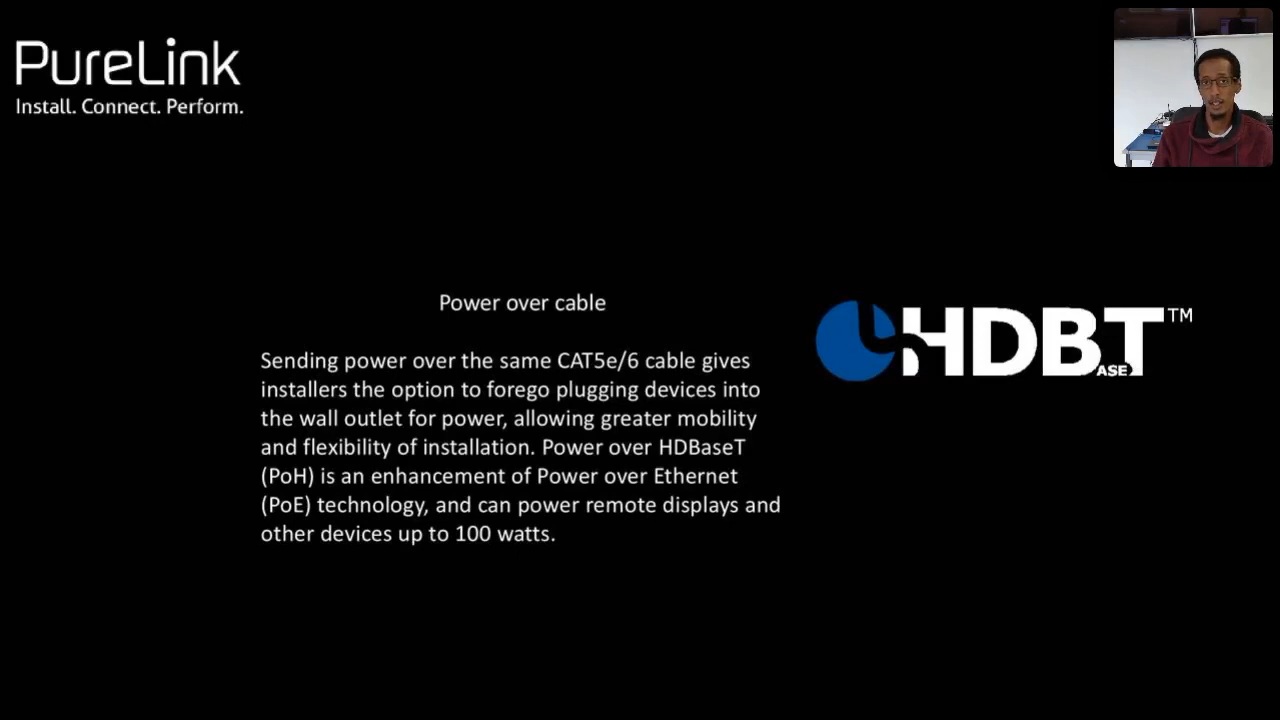 PureLink
Install. Connect. Perform.
Power over cable
Sending power over the same CAT5e/6 cable gives
installers the option to forego plugging devices into
the wall outlet for power, allowing greater mobility
and flexibility of installation. Power over HDBaseT
(PoH) is an enhancement of Power over Ethernet
(PoE) technology, and can power remote displays and
other devices up to 100 watts.
HDBASET™